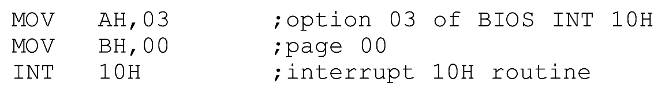 MOV AH,03 ;option 03 of BIOS INT 10H
MOV BH,00 ;page 00
INT 10H ;interrupt 10H routine